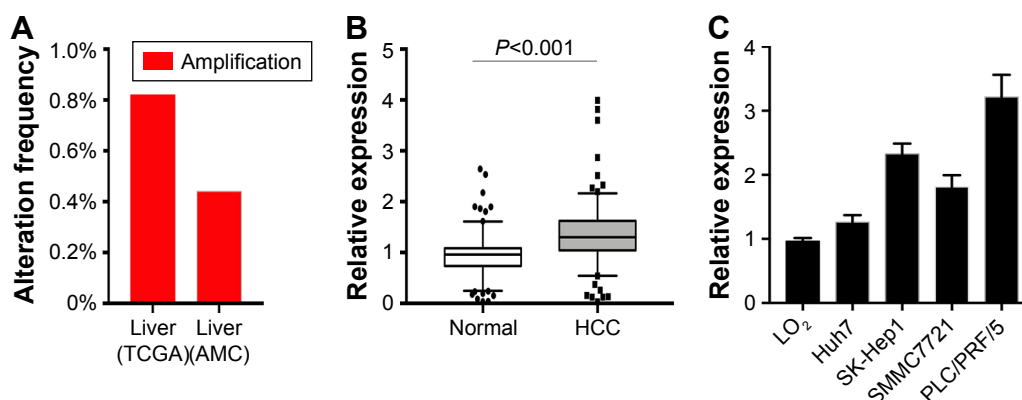 A
Alteration frequency
1.0%
0.8%
0.6%
0.4%
0.2%
0%
Amplification
Liver
(TCGA)
Liver
(AMC)
B
Relative expression
5
4
3
2
1
0
P<0.001
Normal
HCC
C
Relative expression
4
3
2
1
0
LO₂
Huh7
SK-Hep1
SMMC7721
PLC/PRF/5